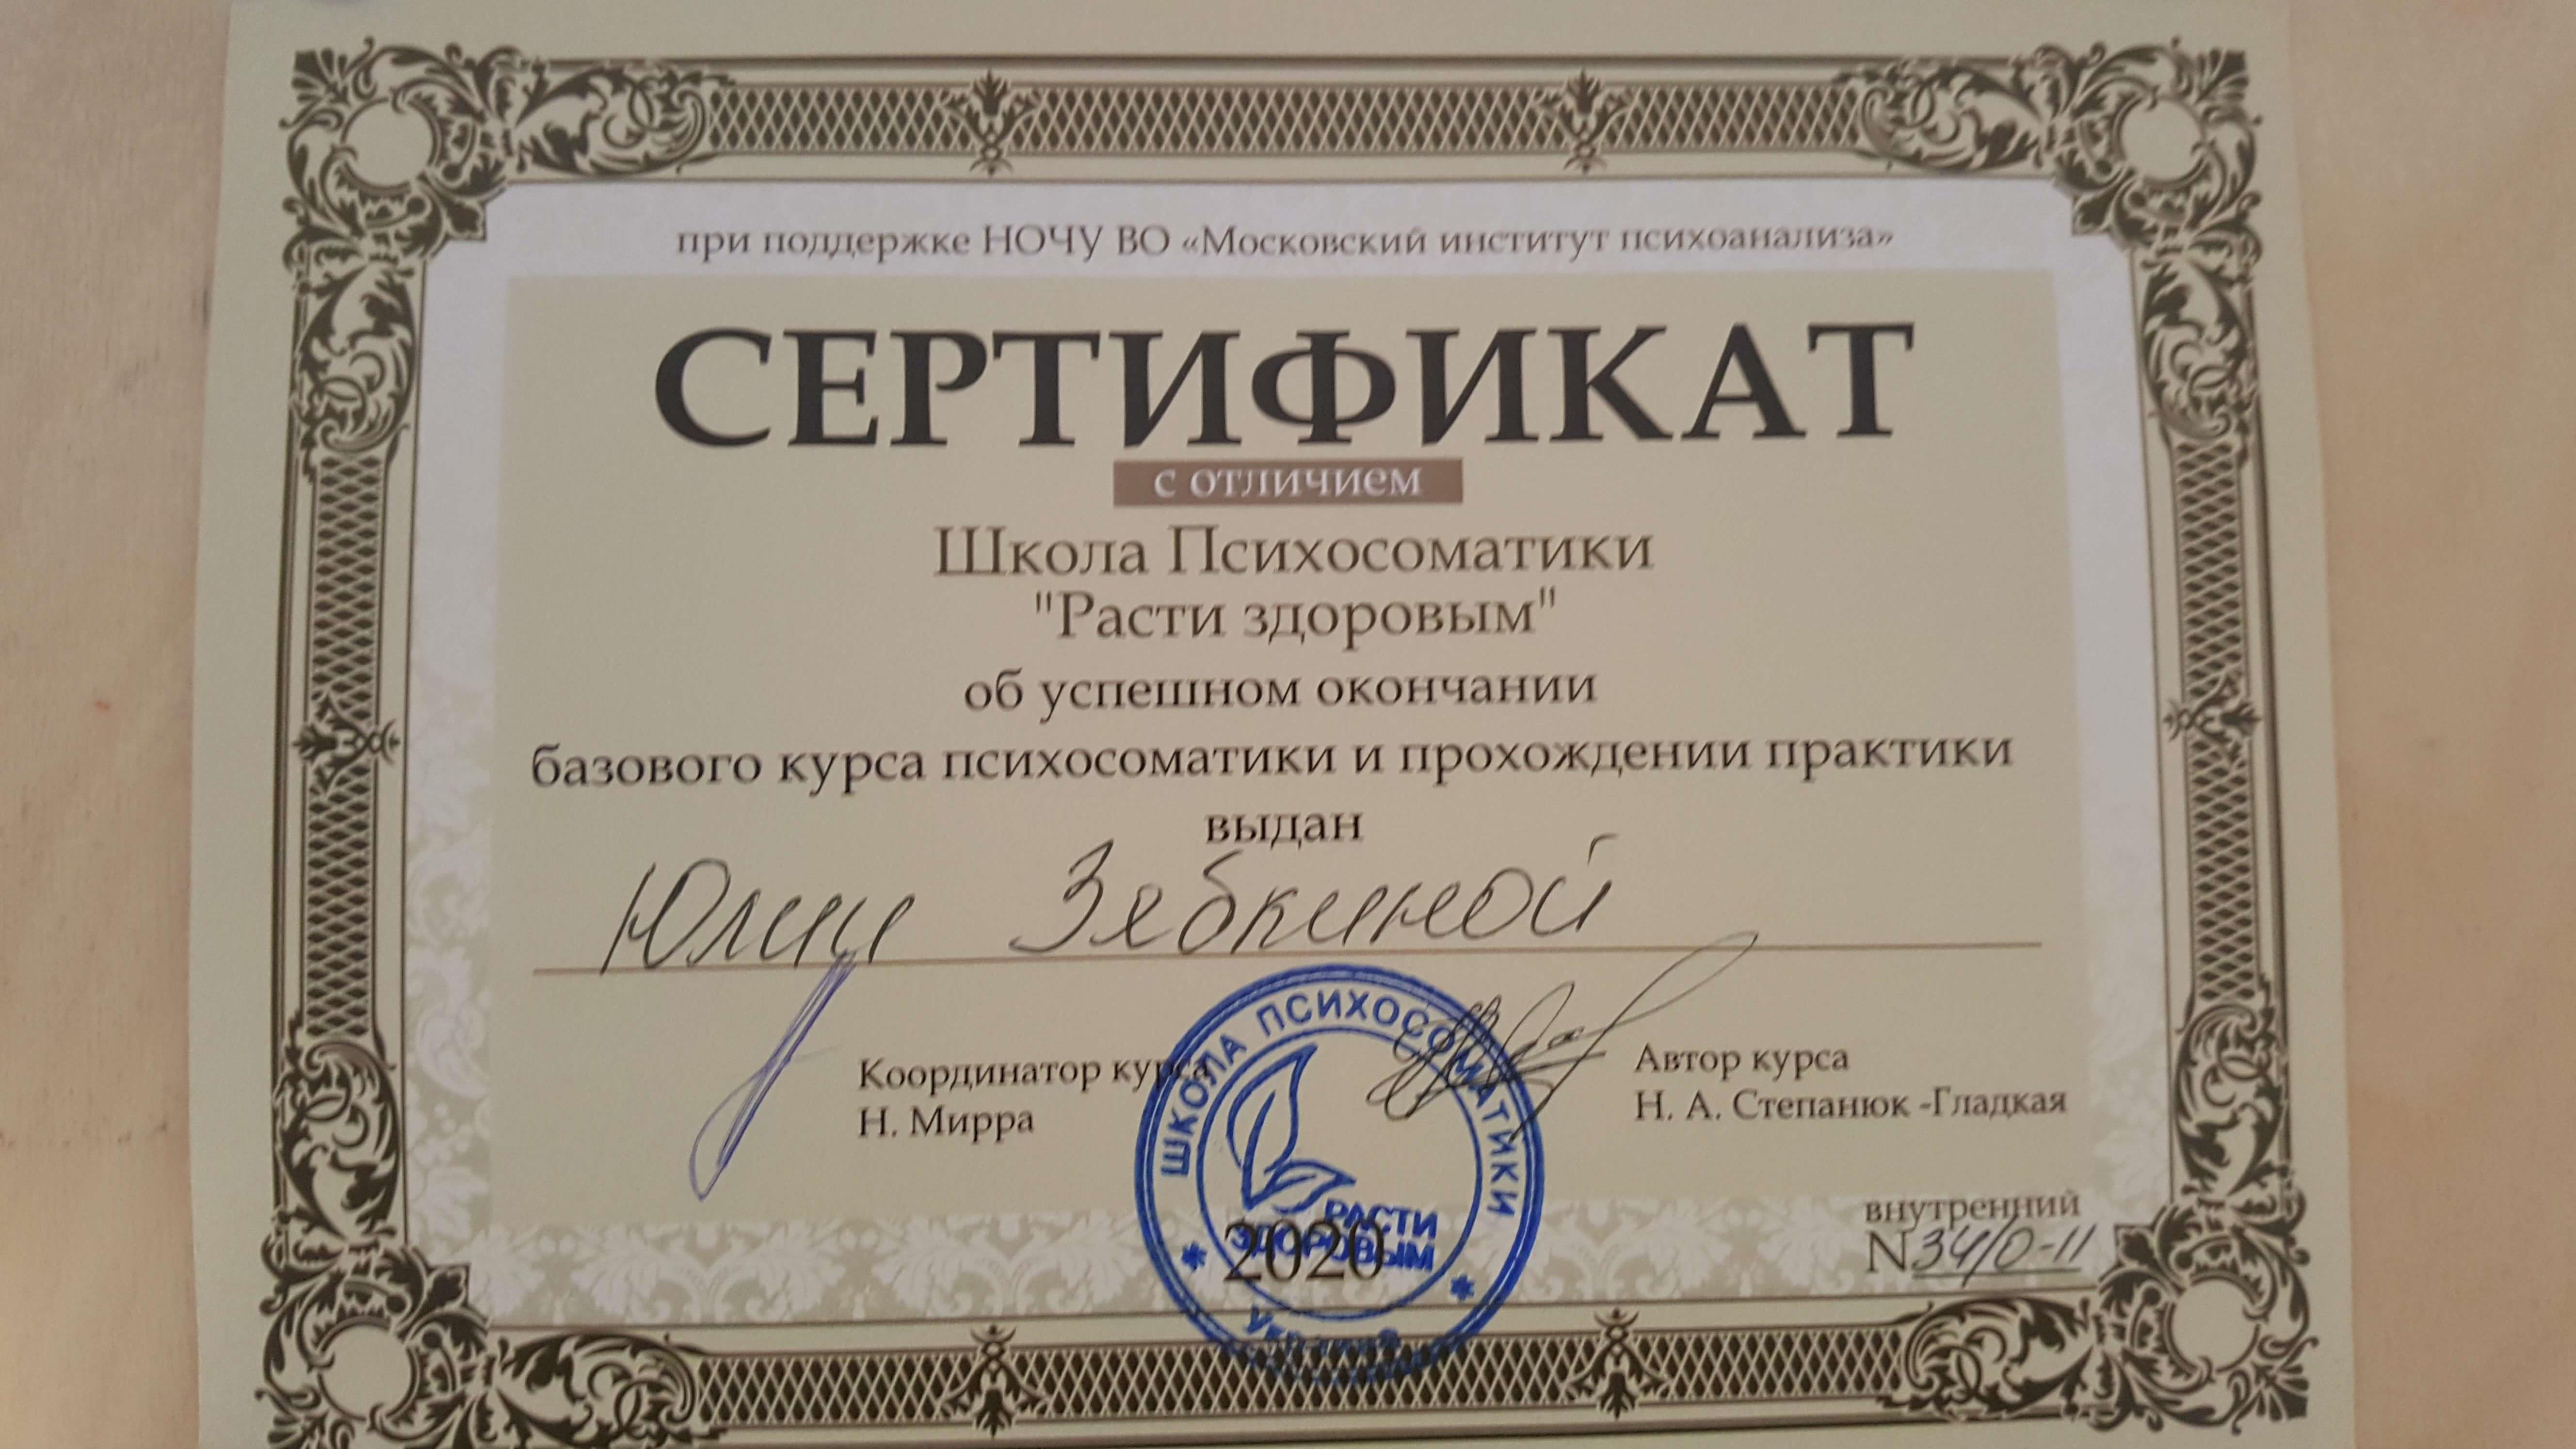 при поддержке НОЧУ ВО «Московский институт психоанализа»
СЕРТИФИКАТ
с отличием
Школа Психосоматики
"Расти здоровым"
об успешном окончании
базового курса психосоматики и прохождении практики
выдан
Юлии Зябкиной
Координатор курса
Н. Мирра
Автор курса
Н. А. Степанюк -Гладкая
ШКОЛА ПСИХОСОМАТИКИ
РАСТИ
ЗДОРОВЫМ
2020
внутренний
N 34/0-11